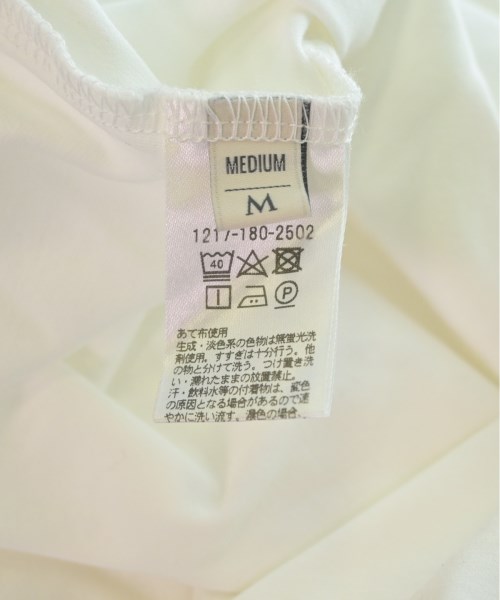 MEDIUM
M
1217-180-2502
40
P
あて布使用
生成・淡色系の色物は無蛍光洗
剤使用。すすぎは十分行う。他
の物と分けて洗う。つけ置き洗
い・濡れたままの放置禁止。
汗・飲料水等の付着物は、変色
の原因となる場合があるので速
やかに洗い流す。濃色の場合、